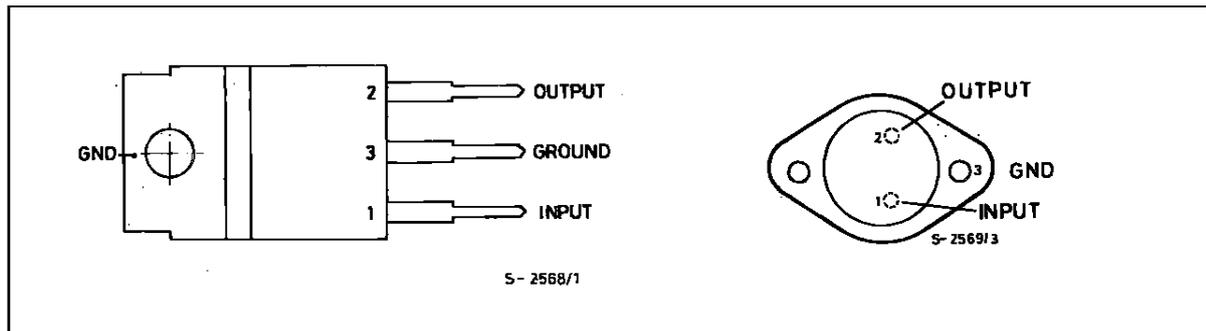 2 OUTPUT
GND
3 GROUND
1 INPUT
S-2568/1
OUTPUT
2
3 GND
1
INPUT
S-2569/3